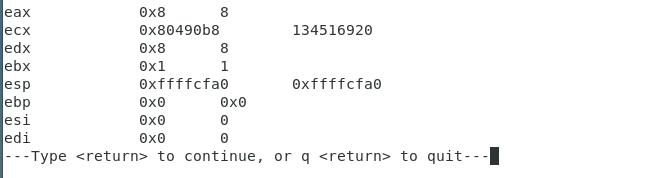 eax            0x8      8
ecx            0x80490b8        134516920
edx            0x8      8
ebx            0x1      1
esp            0xffffcfa0       0xffffcfa0
ebp            0x0      0x0
esi            0x0      0
edi            0x0      0
---Type <return> to continue, or q <return> to quit---